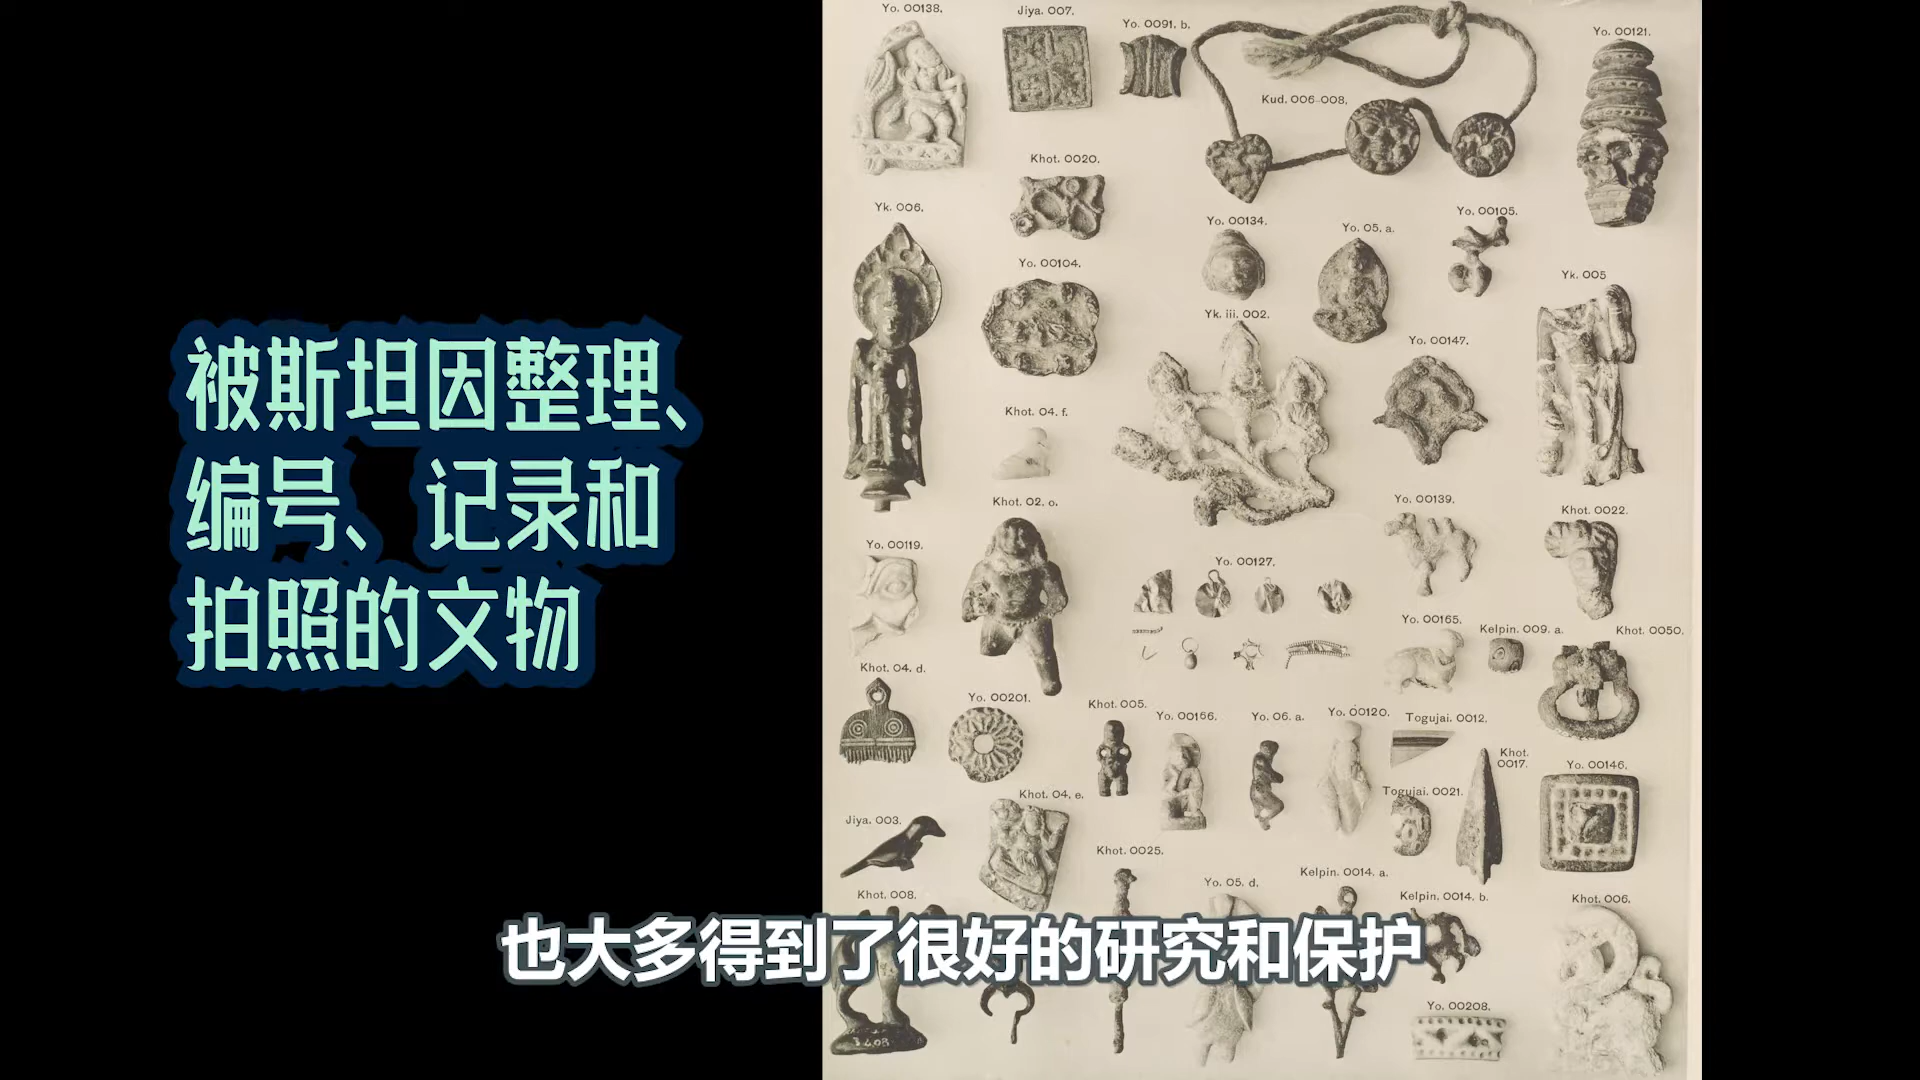 被斯坦因整理、
编号、记录和
拍照的文物
Yo. 00138.
Jiya. 007.
Yo. 0091. b.
Kud. 006-008.
Yo. 00121.
Khot. 0020.
Yk. 006.
Yo. 00134.
Yo. 05. a.
Yo. 00105.
Yo. 00104.
Yk. 005
Yk. iii. 002.
Yo. 00147.
Khot. 04. f.
Khot. 02. o.
Yo. 00139.
Khot. 0022.
Yo. 00119.
Yo. 00127.
Yo. 00165.
Kelpin. 009. a.
Khot. 0050.
Khot. 04. d.
Yo. 00201.
Khot. 005.
Yo. 00166.
Yo. 06. a.
Yo. 00120.
Togujai. 0012.
Khot.
0017.
Yo. 00146.
Togujai. 0021.
Khot. 04. e.
Jiya. 003.
Khot. 0025.
Kelpin. 0014. a.
Yo. 05. d.
Khot. 008.
Kelpin. 0014. b.
Khot. 006.
也大多得到了很好的研究和保护
Yo. 00208.